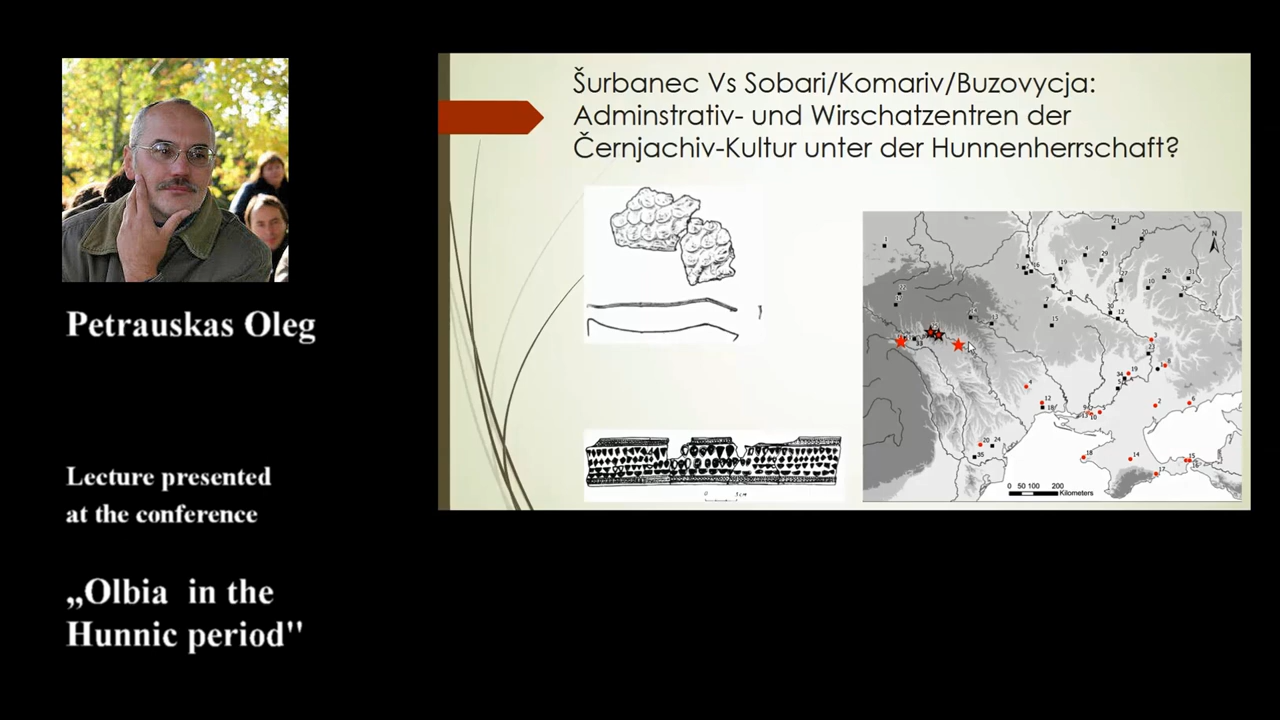 Šurbanec Vs Sobari/Komariv/Buzovycja:
Adminstrativ- und Wirschatzentren der
Černjachiv-Kultur unter der Hunnenherrschaft?
Petrauskas Oleg
Lecture presented
at the conference
„Olbia in the
Hunnic period"
N
0 50 100 200
Kilometers